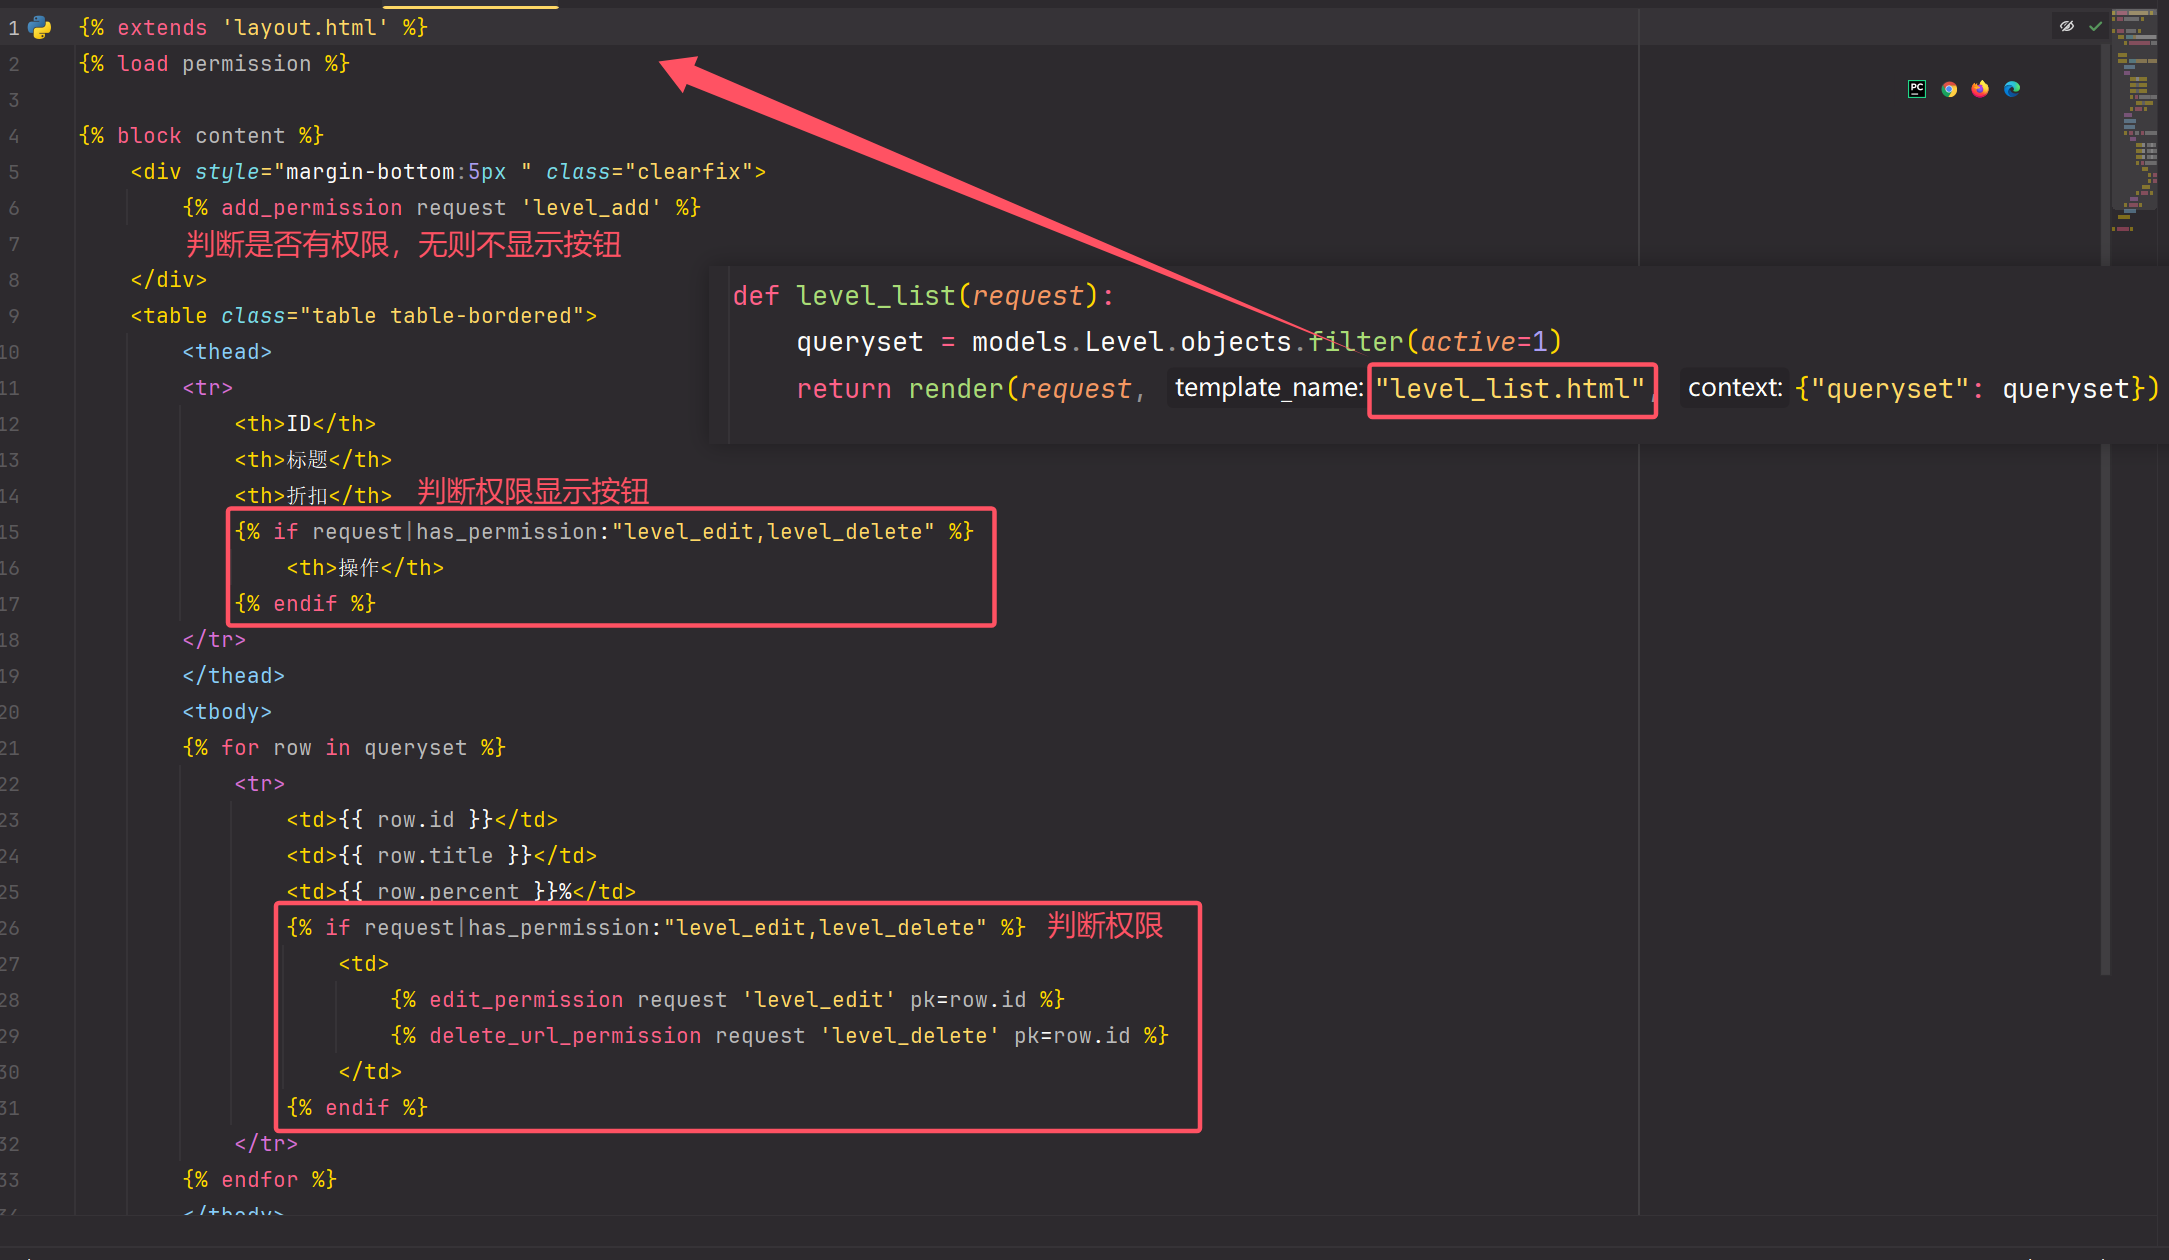 1 {% extends 'layout.html' %}
2 {% load permission %}
3
4 {% block content %}
5 <div style="margin-bottom:5px " class="clearfix">
6 {% add_permission request 'level_add' %}
7 判断是否有权限，无则不显示按钮
8 </div>
9 <table class="table table-bordered">
10 <thead>
11 <tr>
12 <th>ID</th>
13 <th>标题</th>
14 <th>折扣</th> 判断权限显示按钮
15 {% if request|has_permission:"level_edit,level_delete" %}
16 <th>操作</th>
17 {% endif %}
18 </tr>
19 </thead>
20 <tbody>
21 {% for row in queryset %}
22 <tr>
23 <td>{{ row.id }}</td>
24 <td>{{ row.title }}</td>
25 <td>{{ row.percent }}%</td>
26 {% if request|has_permission:"level_edit,level_delete" %} 判断权限
27 <td>
28 {% edit_permission request 'level_edit' pk=row.id %}
29 {% delete_url_permission request 'level_delete' pk=row.id %}
30 </td>
31 {% endif %}
32 </tr>
33 {% endfor %}
34 </tbody>
def level_list(request):
queryset = models.Level.objects.filter(active=1)
return render(request, template_name: "level_list.html", context: {"queryset": queryset})
PC